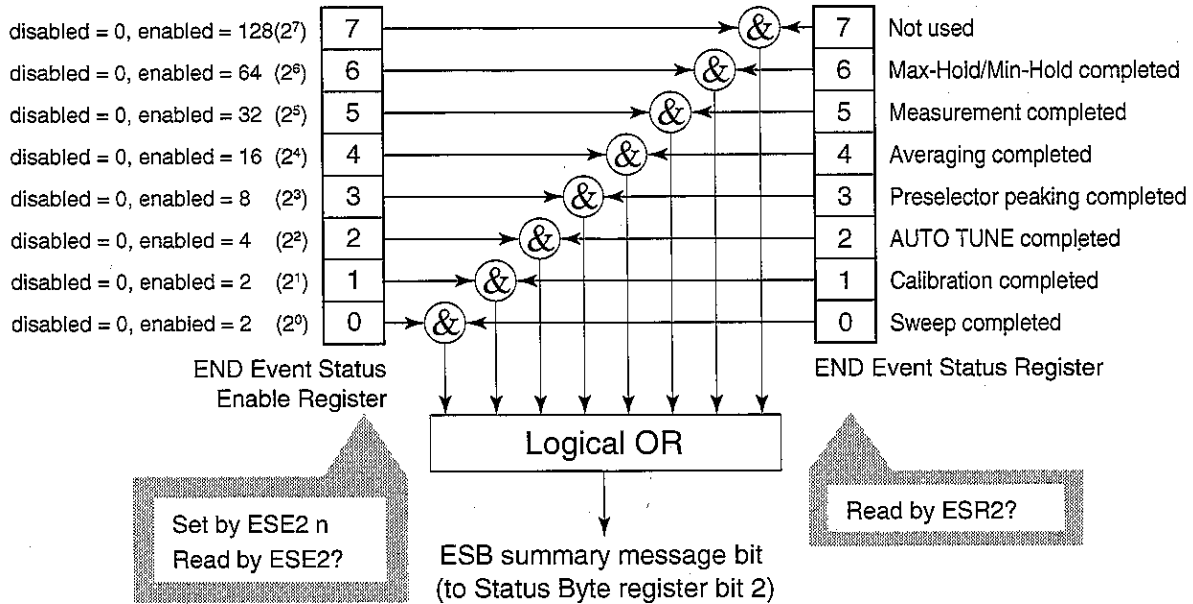 disabled = 0, enabled = 128(2⁷) 7 & 7 Not used
disabled = 0, enabled = 64 (2⁶) 6 & 6 Max-Hold/Min-Hold completed
disabled = 0, enabled = 32 (2⁵) 5 & 5 Measurement completed
disabled = 0, enabled = 16 (2⁴) 4 & 4 Averaging completed
disabled = 0, enabled = 8 (2³) 3 & 3 Preselector peaking completed
disabled = 0, enabled = 4 (2²) 2 & 2 AUTO TUNE completed
disabled = 0, enabled = 2 (2¹) 1 & 1 Calibration completed
disabled = 0, enabled = 2 (2⁰) 0 & 0 Sweep completed
END Event Status
Enable Register
END Event Status Register
Logical OR
Set by ESE2 n
Read by ESE2?
Read by ESR2?
ESB summary message bit
(to Status Byte register bit 2)